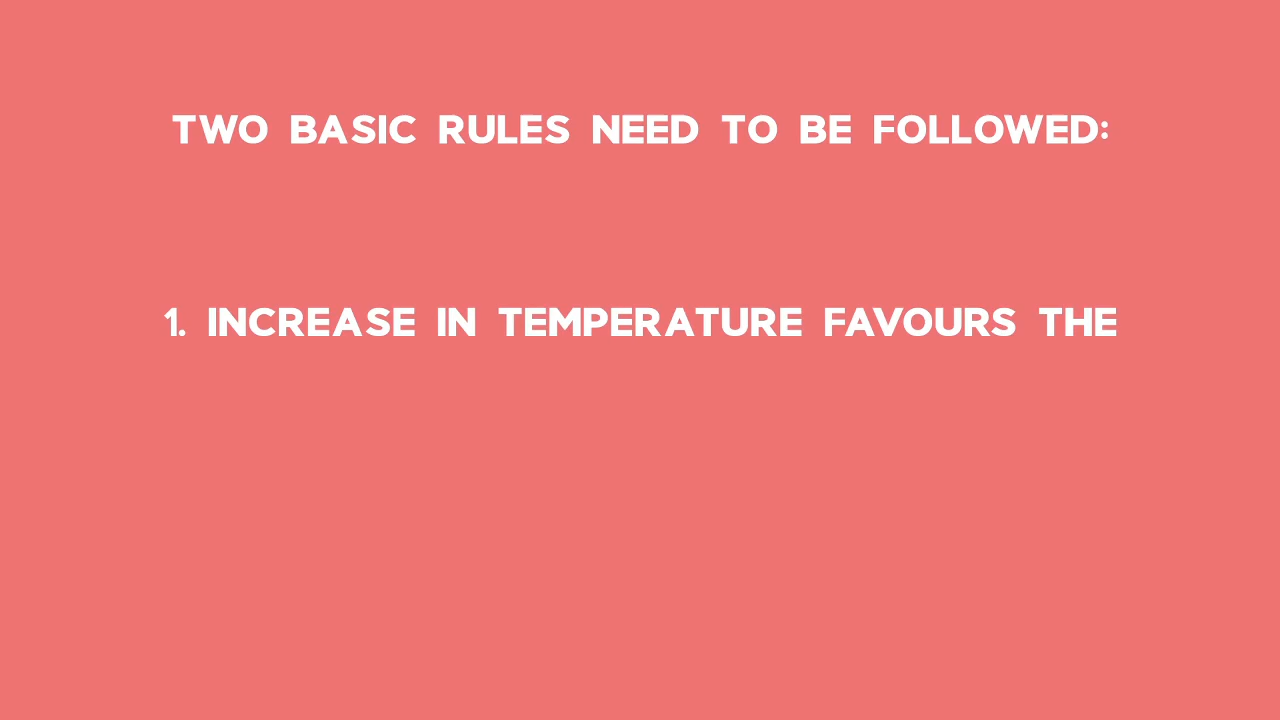 TWO BASIC RULES NEED TO BE FOLLOWED:
1. INCREASE IN TEMPERATURE FAVOURS THE